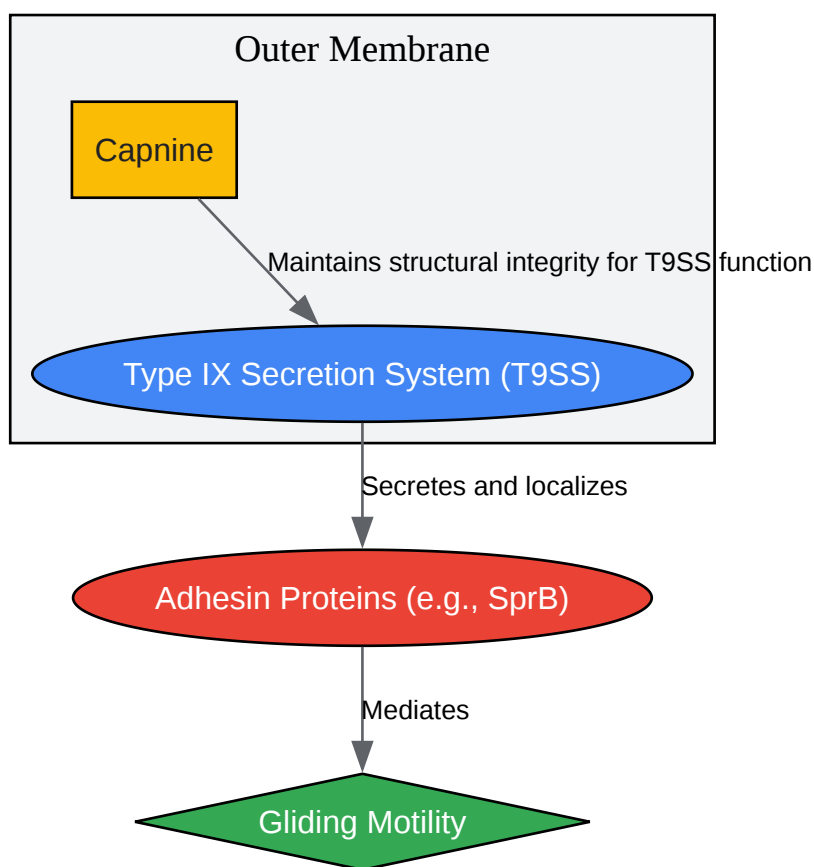 Outer Membrane
Capnine
Maintains structural integrity for T9SS function
Type IX Secretion System (T9SS)
Secretes and localizes
Adhesin Proteins (e.g., SprB)
Mediates
Gliding Motility